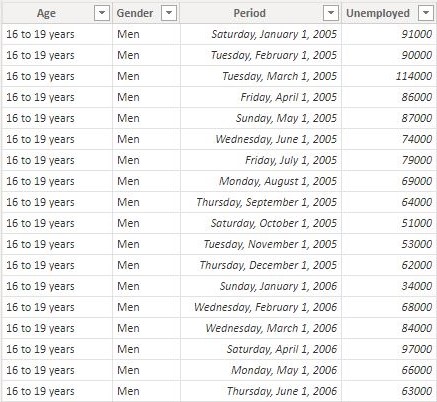 Age Gender Period Unemployed
16 to 19 years Men Saturday, January 1, 2005 91000
16 to 19 years Men Tuesday, February 1, 2005 90000
16 to 19 years Men Tuesday, March 1, 2005 114000
16 to 19 years Men Friday, April 1, 2005 86000
16 to 19 years Men Sunday, May 1, 2005 87000
16 to 19 years Men Wednesday, June 1, 2005 74000
16 to 19 years Men Friday, July 1, 2005 79000
16 to 19 years Men Monday, August 1, 2005 69000
16 to 19 years Men Thursday, September 1, 2005 64000
16 to 19 years Men Saturday, October 1, 2005 51000
16 to 19 years Men Tuesday, November 1, 2005 53000
16 to 19 years Men Thursday, December 1, 2005 62000
16 to 19 years Men Sunday, January 1, 2006 34000
16 to 19 years Men Wednesday, February 1, 2006 68000
16 to 19 years Men Wednesday, March 1, 2006 84000
16 to 19 years Men Saturday, April 1, 2006 97000
16 to 19 years Men Monday, May 1, 2006 66000
16 to 19 years Men Thursday, June 1, 2006 63000